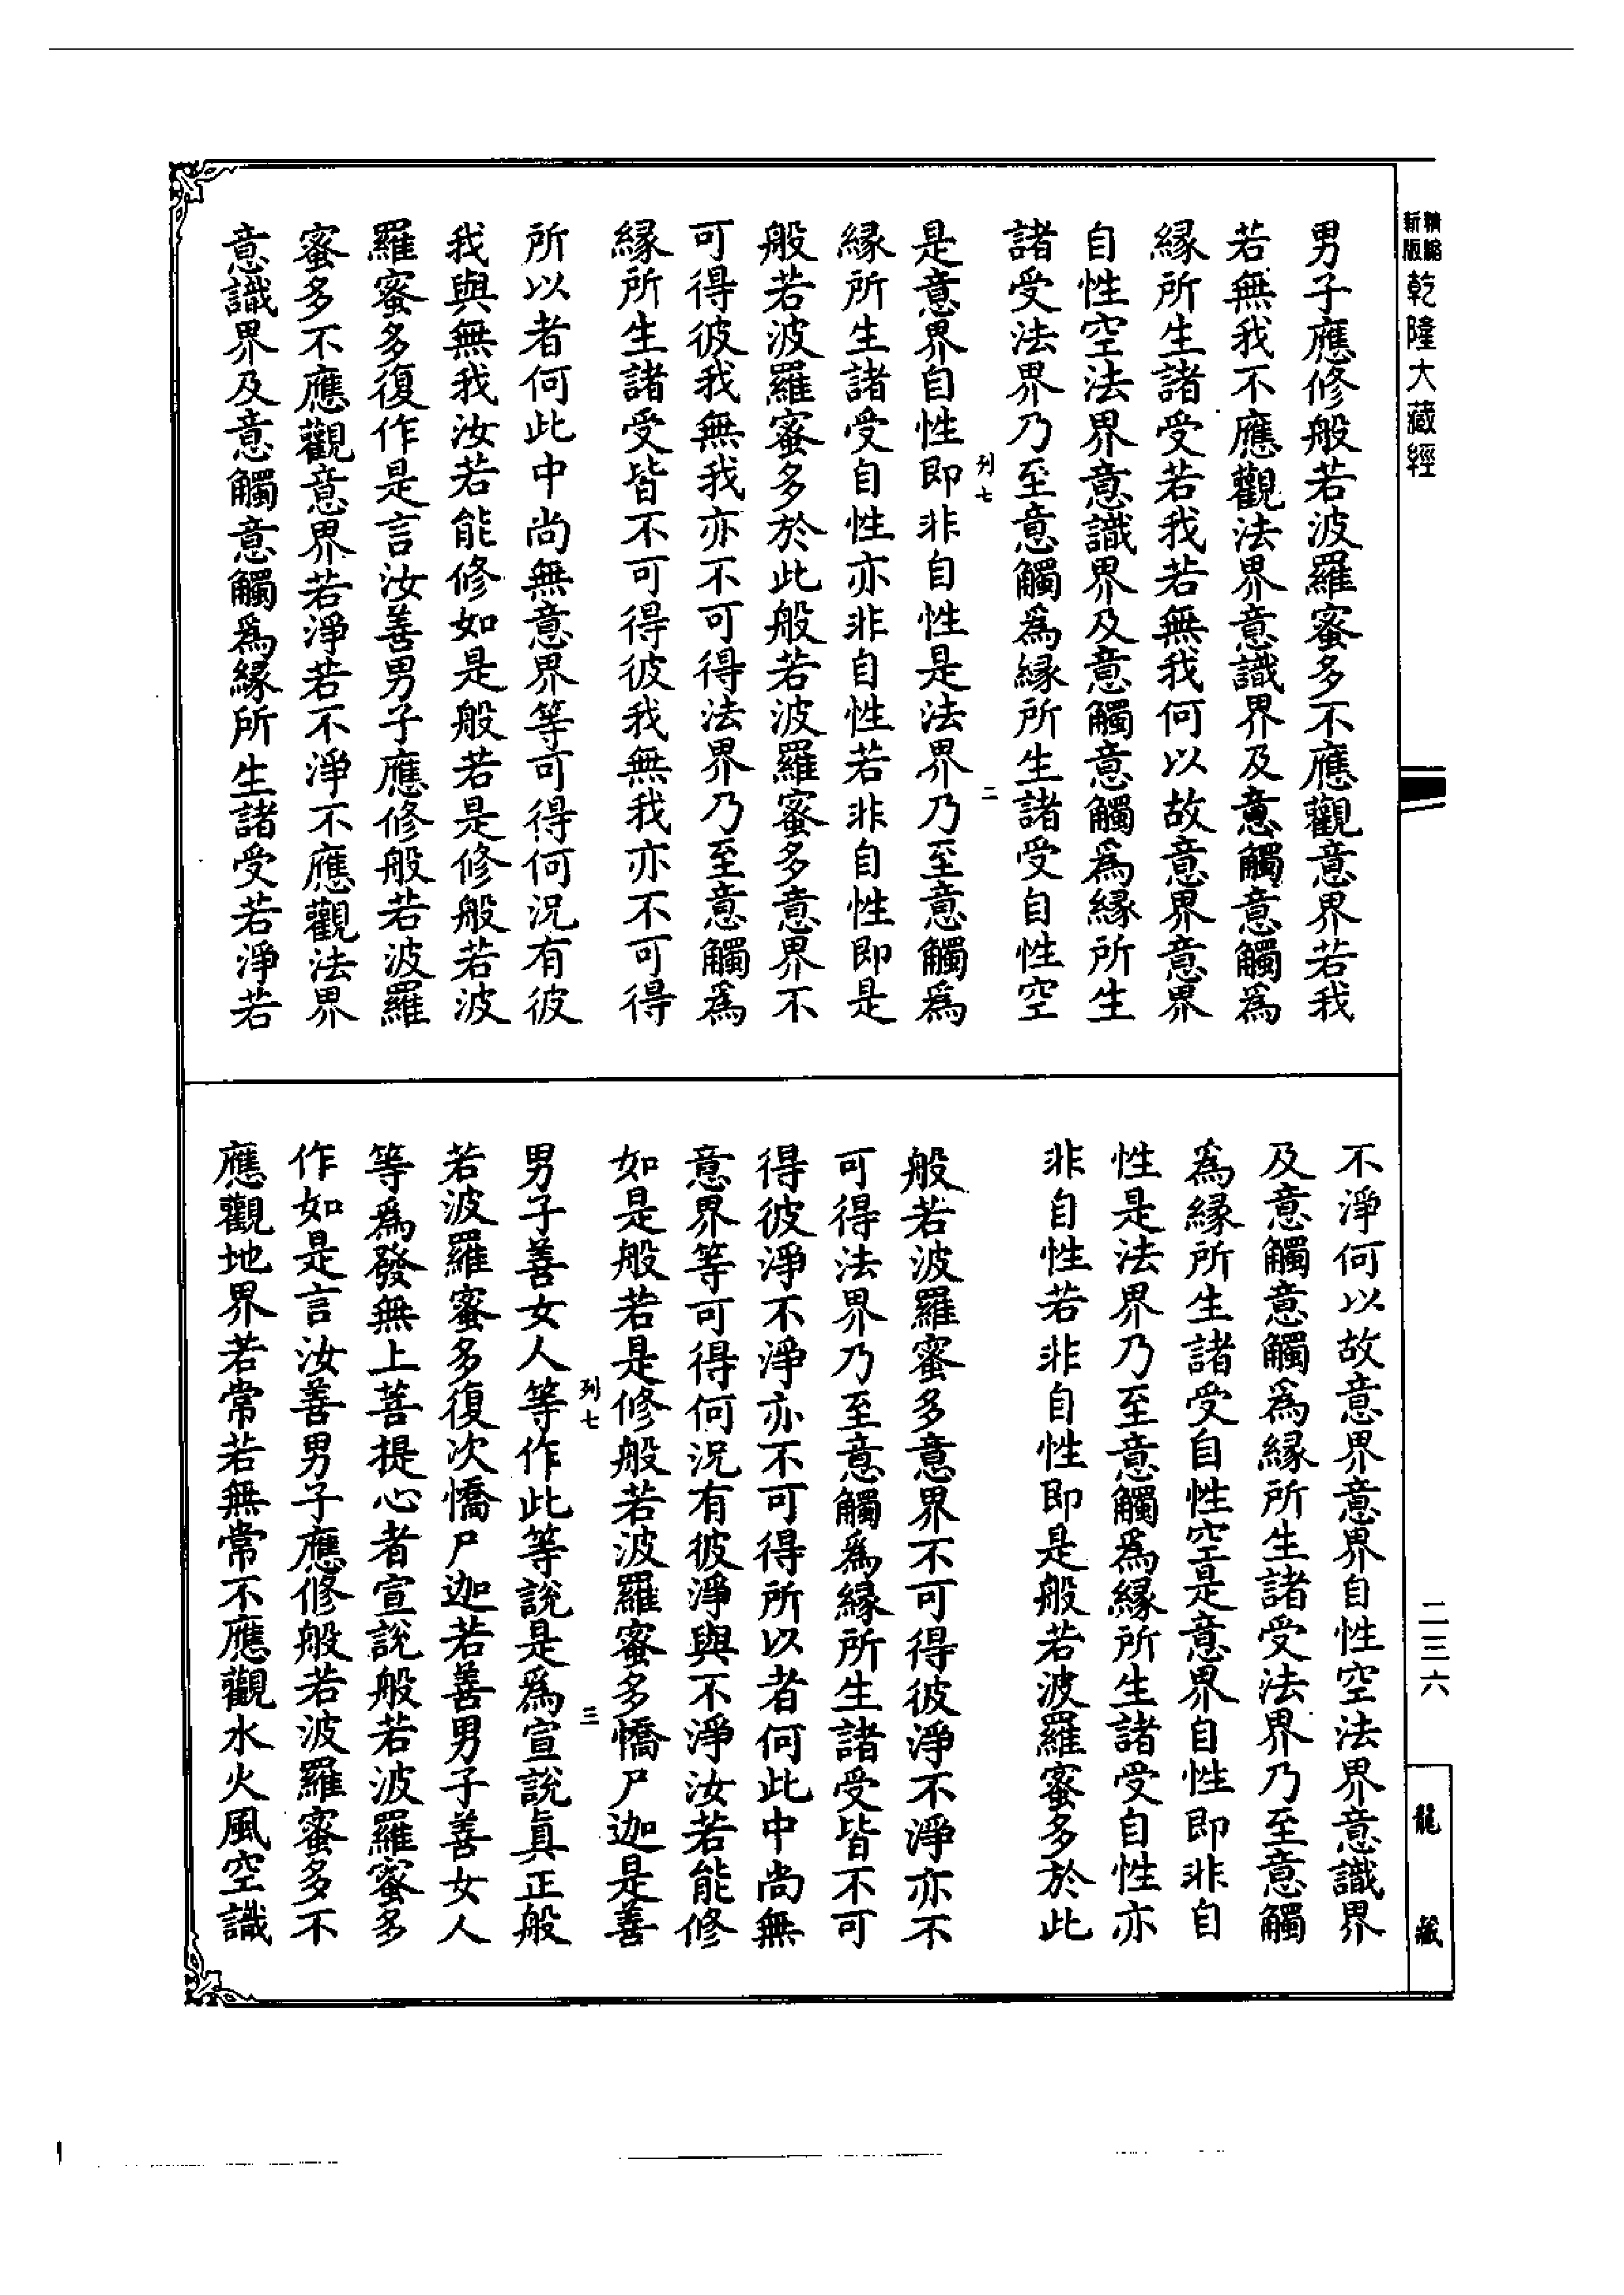 精縮新版乾隆大藏經
男子應修般若波羅蜜多不應觀意界若我
若無我不應觀法界意識界及意觸意觸為
緣所生諸受若我若無我何以故意界意界
自性空法界意識界及意觸意觸為緣所生
諸受法界乃至意觸為緣所生諸受自性空
列七
二
是意界自性即非自性是法界乃至意觸為
緣所生諸受自性亦非自性若非自性即是
般若波羅蜜多於此般若波羅蜜多意界不
可得彼我無我亦不可得法界乃至意觸為
緣所生諸受皆不可得彼我無我亦不可得
所以者何此中尚無意界等可得何況有彼
我與無我汝若能修如是般若是修般若波
羅蜜多復作是言汝善男子應修般若波羅
蜜多不應觀意界若淨若不淨不應觀法界
意識界及意觸意觸為緣所生諸受若淨若
不淨何以故意界意界自性空法界意識界
及意觸意觸為緣所生諸受法界乃至意觸
為緣所生諸受自性空是意界自性即非自
性是法界乃至意觸為緣所生諸受自性亦
非自性若非自性即是般若波羅蜜多於此
般若波羅蜜多意界不可得彼淨不淨亦不
可得法界乃至意觸為緣所生諸受皆不可
得彼淨不淨亦不可得所以者何此中尚無
意界等可得何況有彼淨與不淨汝若能修
如是般若是修般若波羅蜜多憍尸迦是善
列七
三
男子善女人等作此等說是為宣說真正般
若波羅蜜多復次憍尸迦若善男子善女人
等為發無上菩提心者宣說般若波羅蜜多
作如是言汝善男子應修般若波羅蜜多不
應觀地界若常若無常不應觀水火風空識
二三六
龍藏